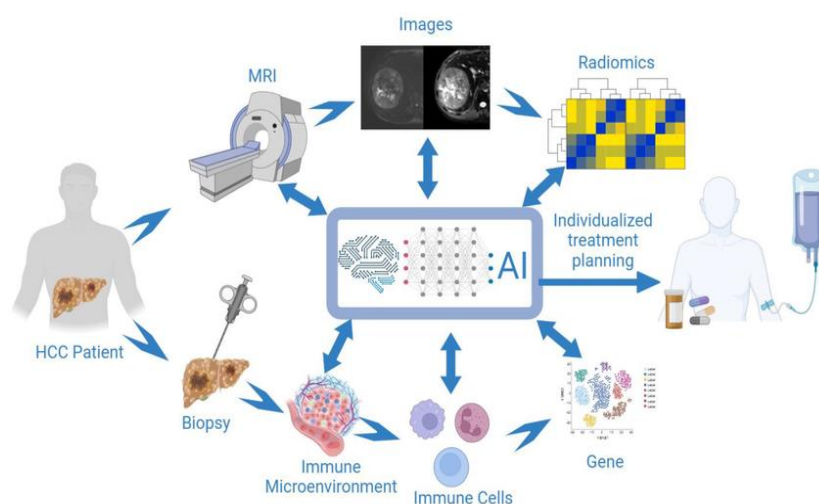 Images
MRI
Radiomics
AI
Individualized
treatment
planning
HCC Patient
Biopsy
Immune
Microenvironment
Immune Cells
Gene